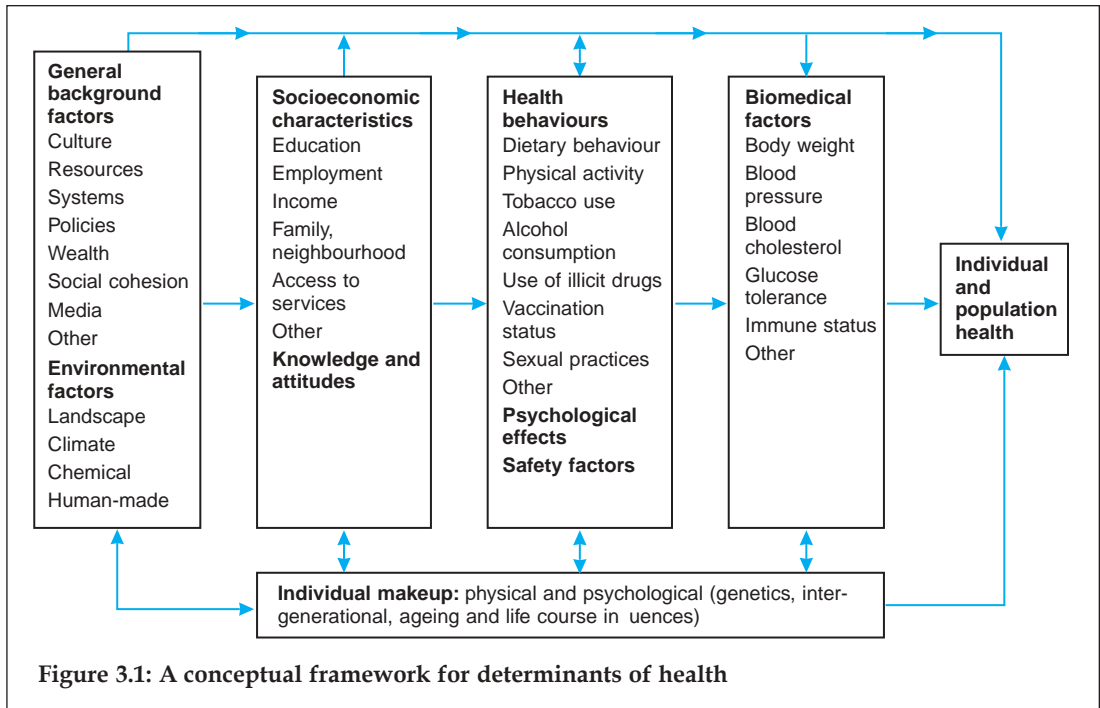 General
background
factors
Culture
Resources
Systems
Policies
Wealth
Social cohesion
Media
Other
Environmental
factors
Landscape
Climate
Chemical
Human-made
Socioeconomic
characteristics
Education
Employment
Income
Family,
neighbourhood
Access to
services
Other
Knowledge and
attitudes
Health
behaviours
Dietary behaviour
Physical activity
Tobacco use
Alcohol
consumption
Use of illicit drugs
Vaccination
status
Sexual practices
Other
Psychological
effects
Safety factors
Biomedical
factors
Body weight
Blood
pressure
Blood
cholesterol
Glucose
tolerance
Immune status
Other
Individual
and
population
health
Individual makeup: physical and psychological (genetics, inter-
generational, ageing and life course in uences)
Figure 3.1: A conceptual framework for determinants of health